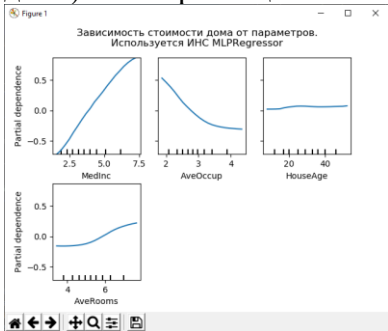 Figure 1
Зависимость стоимости дома от параметров.
Используется ИНС MLPRegressor
Partial dependence
0.5
0.0
−0.5
2.5 5.0 7.5
MedInc
2 3 4
AveOccup
20 40
HouseAge
Partial dependence
0.5
0.0
−0.5
4 6
AveRooms